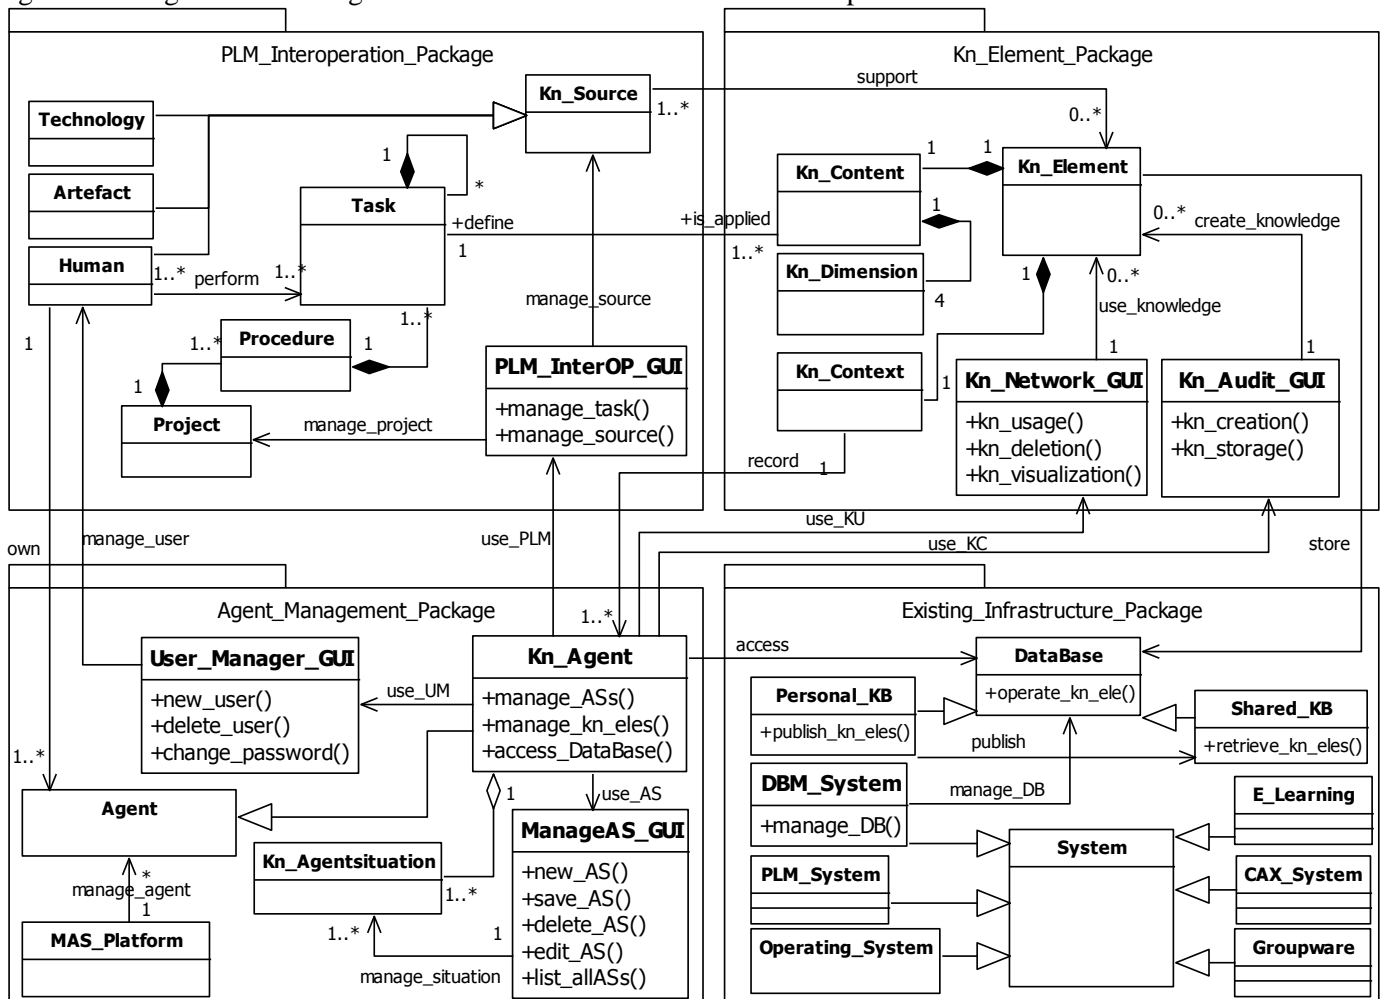 PLM_Interoperation_Package
Kn_Source
Technology
Artefact
Human
Task
1
*
+define
1
1..*
perform
1..*
1..*
Procedure
1..*
1
1
Project
manage_project
manage_source
PLM_InterOP_GUI
+manage_task()
+manage_source()
1
own
manage_user
use_PLM
Kn_Element_Package
support
1..*
0..*
Kn_Content
1
1
Kn_Element
1
+is_applied
1..*
Kn_Dimension
4
0..*
create_knowledge
1
0..*
use_knowledge
Kn_Context
1
1
1
Kn_Network_GUI
+kn_usage()
+kn_deletion()
+kn_visualization()
Kn_Audit_GUI
+kn_creation()
+kn_storage()
record
1
use_KU
use_KC
store
Agent_Management_Package
1..*
User_Manager_GUI
+new_user()
+delete_user()
+change_password()
use_UM
Kn_Agent
+manage_ASs()
+manage_kn_eles()
+access_DataBase()
1..*
Agent
1
use_AS
*
manage_agent
1
MAS_Platform
Kn_Agentsituation
1..*
1..*
1
manage_situation
ManageAS_GUI
+new_AS()
+save_AS()
+delete_AS()
+edit_AS()
+list_allASs()
Existing_Infrastructure_Package
access
DataBase
+operate_kn_ele()
Personal_KB
+publish_kn_eles()
Shared_KB
+retrieve_kn_eles()
publish
DBM_System
+manage_DB()
manage_DB
E_Learning
System
PLM_System
CAX_System
Operating_System
Groupware